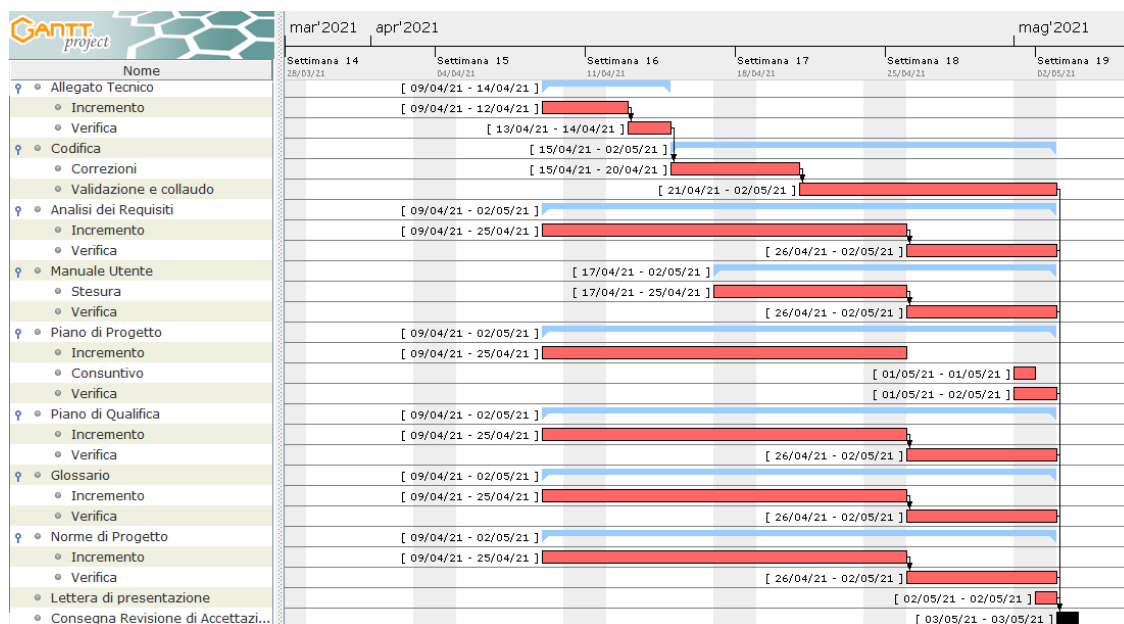 GANTT project
mar'2021 apr'2021 mag'2021
Nome
Settimana 14 Settimana 15 Settimana 16 Settimana 17 Settimana 18 Settimana 19
28/03/21 04/04/21 11/04/21 18/04/21 25/04/21 02/05/21
Allegato Tecnico [ 09/04/21 - 14/04/21 ]
Incremento [ 09/04/21 - 12/04/21 ]
Verifica [ 13/04/21 - 14/04/21 ]
Codifica [ 15/04/21 - 02/05/21 ]
Correzioni [ 15/04/21 - 20/04/21 ]
Validazione e collaudo [ 21/04/21 - 02/05/21 ]
Analisi dei Requisiti [ 09/04/21 - 02/05/21 ]
Incremento [ 09/04/21 - 25/04/21 ]
Verifica [ 26/04/21 - 02/05/21 ]
Manuale Utente [ 17/04/21 - 02/05/21 ]
Stesura [ 17/04/21 - 25/04/21 ]
Verifica [ 26/04/21 - 02/05/21 ]
Piano di Progetto [ 09/04/21 - 02/05/21 ]
Incremento [ 09/04/21 - 25/04/21 ]
Consuntivo [ 01/05/21 - 01/05/21 ]
Verifica [ 01/05/21 - 02/05/21 ]
Piano di Qualifica [ 09/04/21 - 02/05/21 ]
Incremento [ 09/04/21 - 25/04/21 ]
Verifica [ 26/04/21 - 02/05/21 ]
Glossario [ 09/04/21 - 02/05/21 ]
Incremento [ 09/04/21 - 25/04/21 ]
Verifica [ 26/04/21 - 02/05/21 ]
Norme di Progetto [ 09/04/21 - 02/05/21 ]
Incremento [ 09/04/21 - 25/04/21 ]
Verifica [ 26/04/21 - 02/05/21 ]
Lettera di presentazione [ 02/05/21 - 02/05/21 ]
Consegna Revisione di Accettazi... [ 03/05/21 - 03/05/21 ]